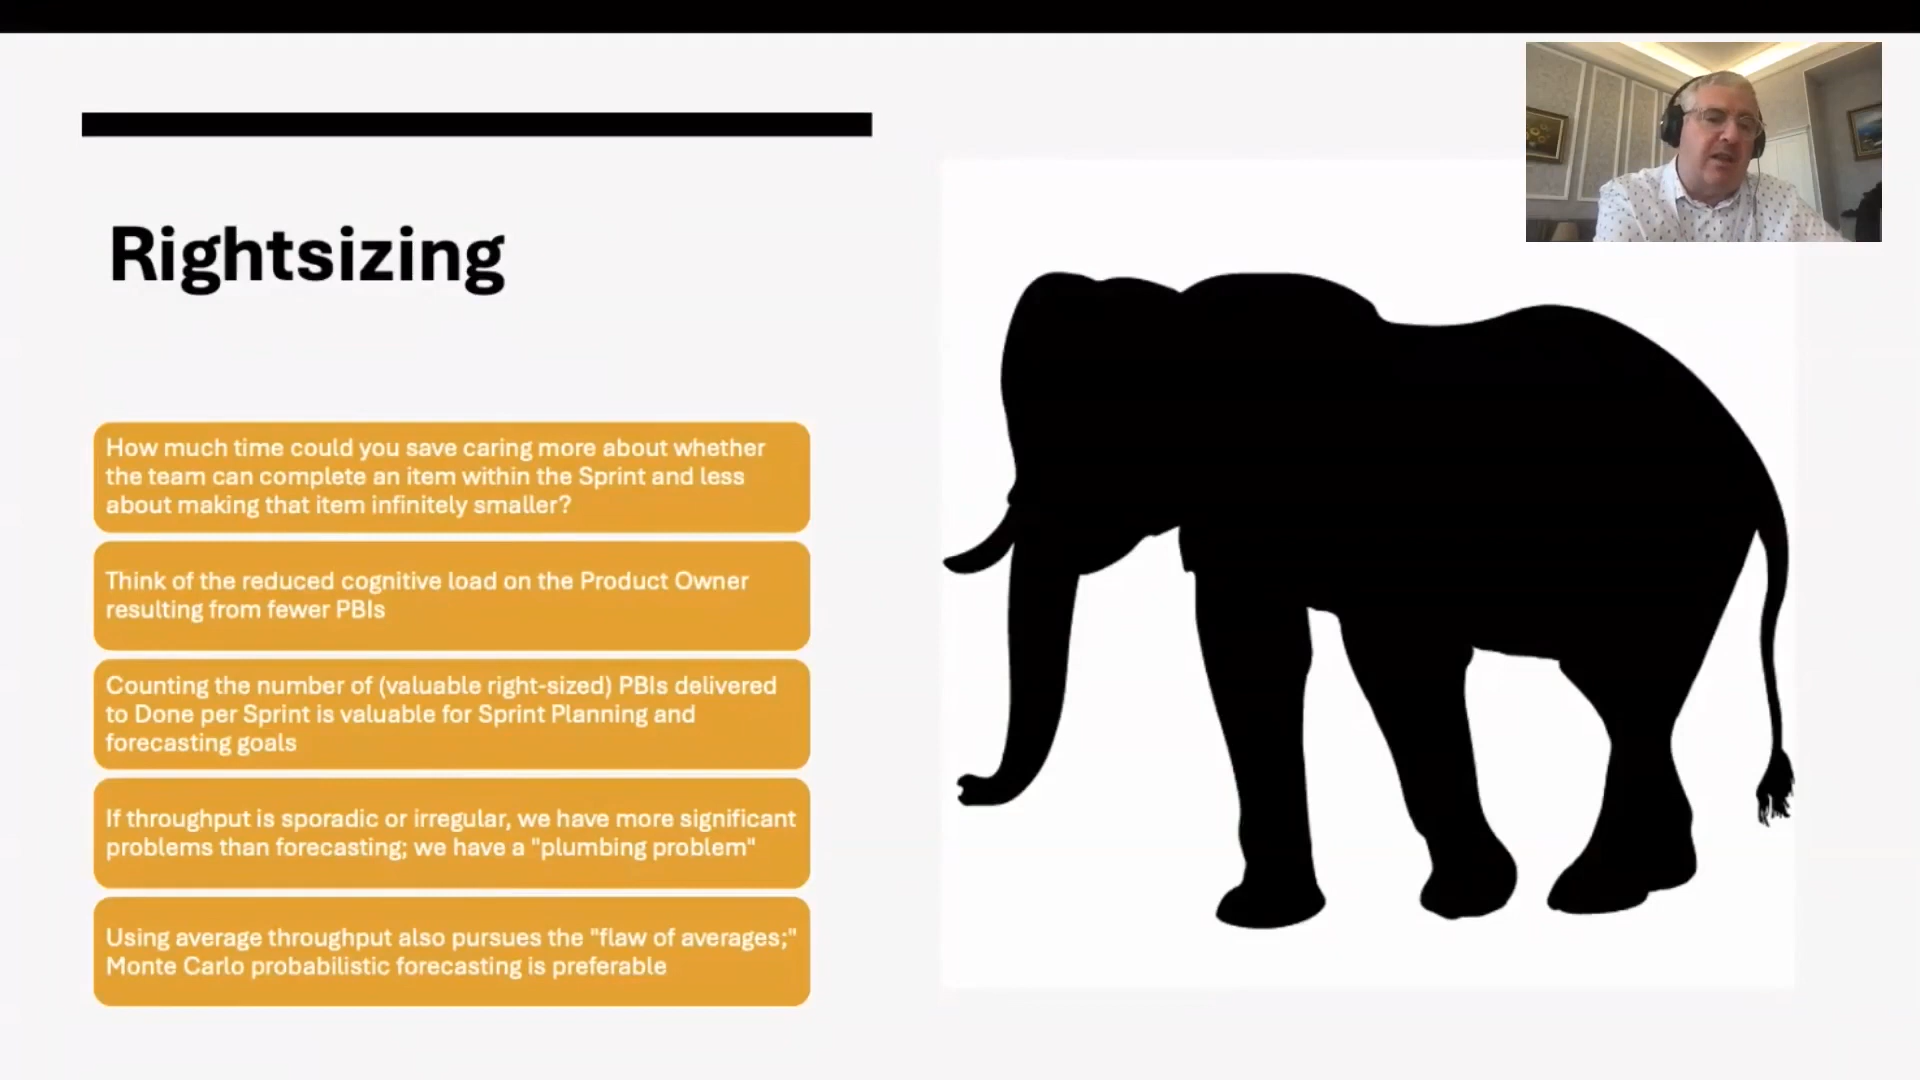 Rightsizing
How much time could you save caring more about whether
the team can complete an item within the Sprint and less
about making that item infinitely smaller?
Think of the reduced cognitive load on the Product Owner
resulting from fewer PBIs
Counting the number of (valuable right-sized) PBIs delivered
to Done per Sprint is valuable for Sprint Planning and
forecasting goals
If throughput is sporadic or irregular, we have more significant
problems than forecasting; we have a "plumbing problem"
Using average throughput also pursues the "flaw of averages;"
Monte Carlo probabilistic forecasting is preferable